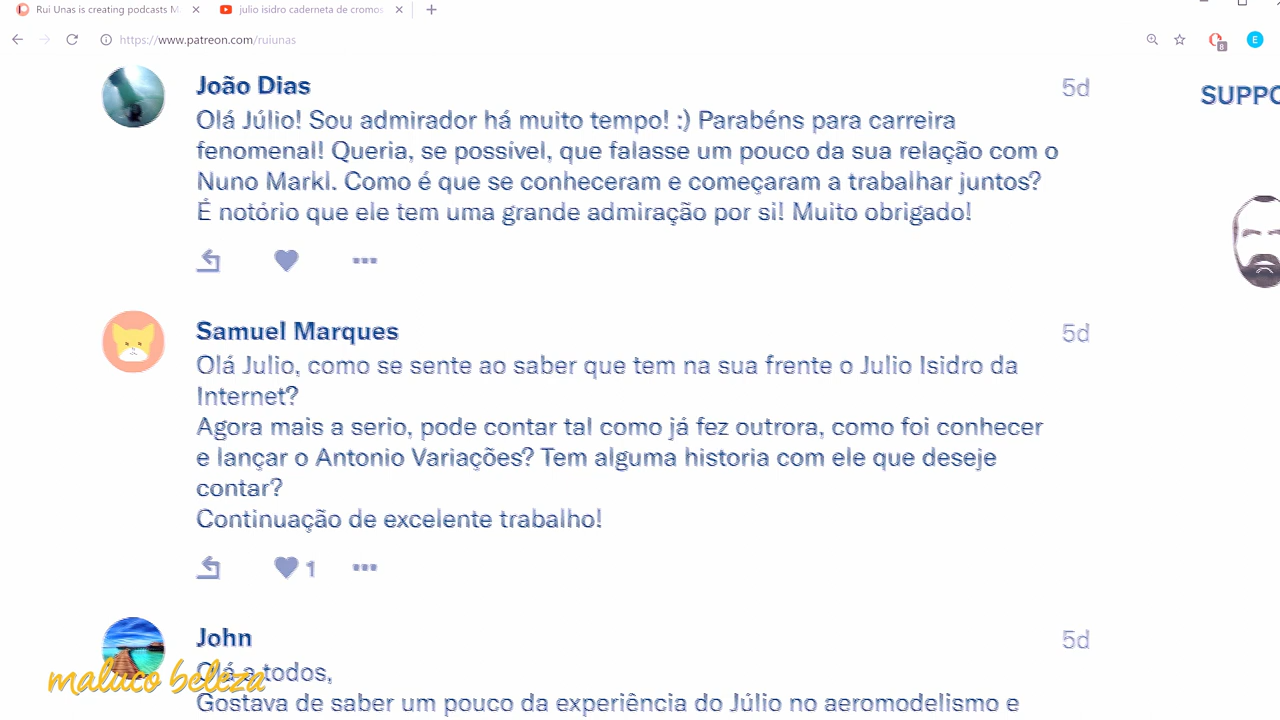 Rui Unas is creating podcasts M
julio isidro caderneta de cromos
https://www.patreon.com/ruiunas
8
E
João Dias
5d
SUPPO
Olá Júlio! Sou admirador há muito tempo! :) Parabéns para carreira
fenomenal! Queria, se possivel, que falasse um pouco da sua relação com o
Nuno Markl. Como é que se conheceram e começaram a trabalhar juntos?
É notório que ele tem uma grande admiração por si! Muito obrigado!
Samuel Marques
5d
Olá Julio, como se sente ao saber que tem na sua frente o Julio Isidro da
Internet?
Agora mais a serio, pode contar tal como já fez outrora, como foi conhecer
e lançar o Antonio Variações? Tem alguma historia com ele que deseje
contar?
Continuação de excelente trabalho!
1
John
5d
Olá a todos,
maluco beleza
Gostava de saber um pouco da experiência do Júlio no aeromodelismo e